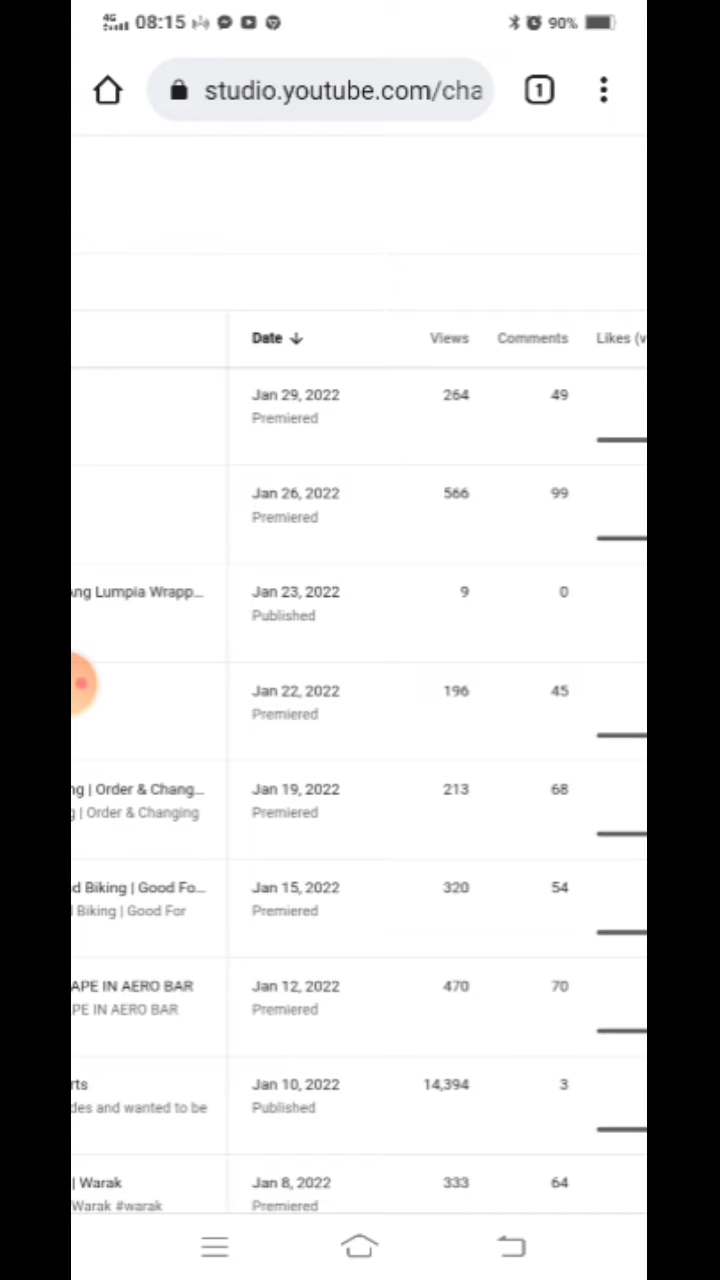 4G 08:15 90%
studio.youtube.com/cha 1
Date ↓ Views Comments Likes (v
Jan 29, 2022 264 49
Premiered
Jan 26, 2022 566 99
Premiered
Ang Lumpia Wrapp... Jan 23, 2022 9 0
Published
Jan 22, 2022 196 45
Premiered
ng | Order & Chang... Jan 19, 2022 213 68
g | Order & Changing Premiered
d Biking | Good Fo... Jan 15, 2022 320 54
l Biking | Good For Premiered
APE IN AERO BAR Jan 12, 2022 470 70
PE IN AERO BAR Premiered
rts Jan 10, 2022 14,394 3
des and wanted to be Published
| Warak Jan 8, 2022 333 64
Warak #warak Premiered